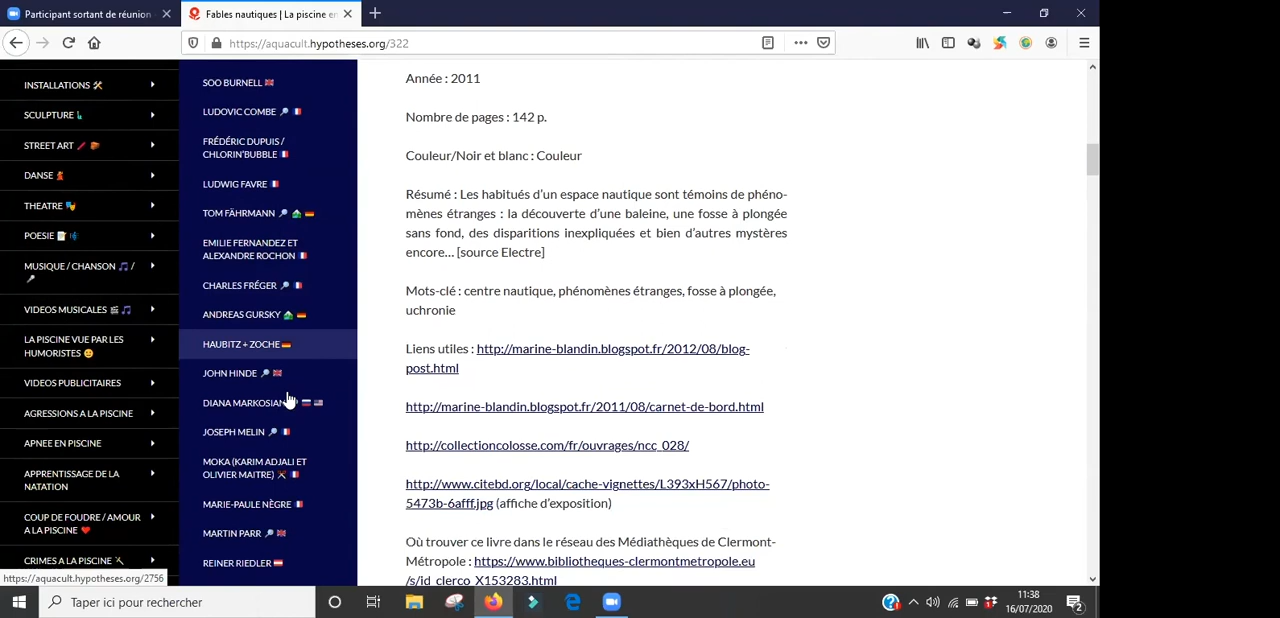 Participant sortant de réunion
Fables nautiques | La piscine en
https://aquacult.hypotheses.org/322
INSTALLATIONS
SCULPTURE
STREET ART
DANSE
THEATRE
POESIE
MUSIQUE / CHANSON /
VIDEOS MUSICALES
LA PISCINE VUE PAR LES
HUMORISTES
VIDEOS PUBLICITAIRES
AGRESSIONS A LA PISCINE
APNEE EN PISCINE
APPRENTISSAGE DE LA
NATATION
COUP DE FOUDRE / AMOUR
A LA PISCINE
CRIMES A LA PISCINE
https://aquacult.hypotheses.org/2756
SOO BURNELL
LUDOVIC COMBE
FRÉDÉRIC DUPUIS /
CHLORIN'BUBBLE
LUDWIG FAVRE
TOM FÄHRMANN
EMILIE FERNANDEZ ET
ALEXANDRE ROCHON
CHARLES FRÉGER
ANDREAS GURSKY
HAUBITZ + ZOCHE
JOHN HINDE
DIANA MARKOSIAN
JOSEPH MELIN
MOKA (KARIM ADJALI ET
OLIVIER MAITRE)
MARIE-PAULE NÈGRE
MARTIN PARR
REINER RIEDLER
Année : 2011
Nombre de pages : 142 p.
Couleur/Noir et blanc : Couleur
Résumé : Les habitués d’un espace nautique sont témoins de phéno-
mènes étranges : la découverte d’une baleine, une fosse à plongée
sans fond, des disparitions inexpliquées et bien d’autres mystères
encore… [source Electre]
Mots-clé : centre nautique, phénomènes étranges, fosse à plongée,
uchronie
Liens utiles : http://marine-blandin.blogspot.fr/2012/08/blog-
post.html
http://marine-blandin.blogspot.fr/2011/08/carnet-de-bord.html
http://collectioncolosse.com/fr/ouvrages/ncc_028/
http://www.citebd.org/local/cache-vignettes/L393xH567/photo-
5473b-6afff.jpg (affiche d’exposition)
Où trouver ce livre dans le réseau des Médiathèques de Clermont-
Métropole : https://www.bibliotheques-clermontmetropole.eu
/s/id_clerco_X153283.html
Taper ici pour rechercher
11:38
16/07/2020
2